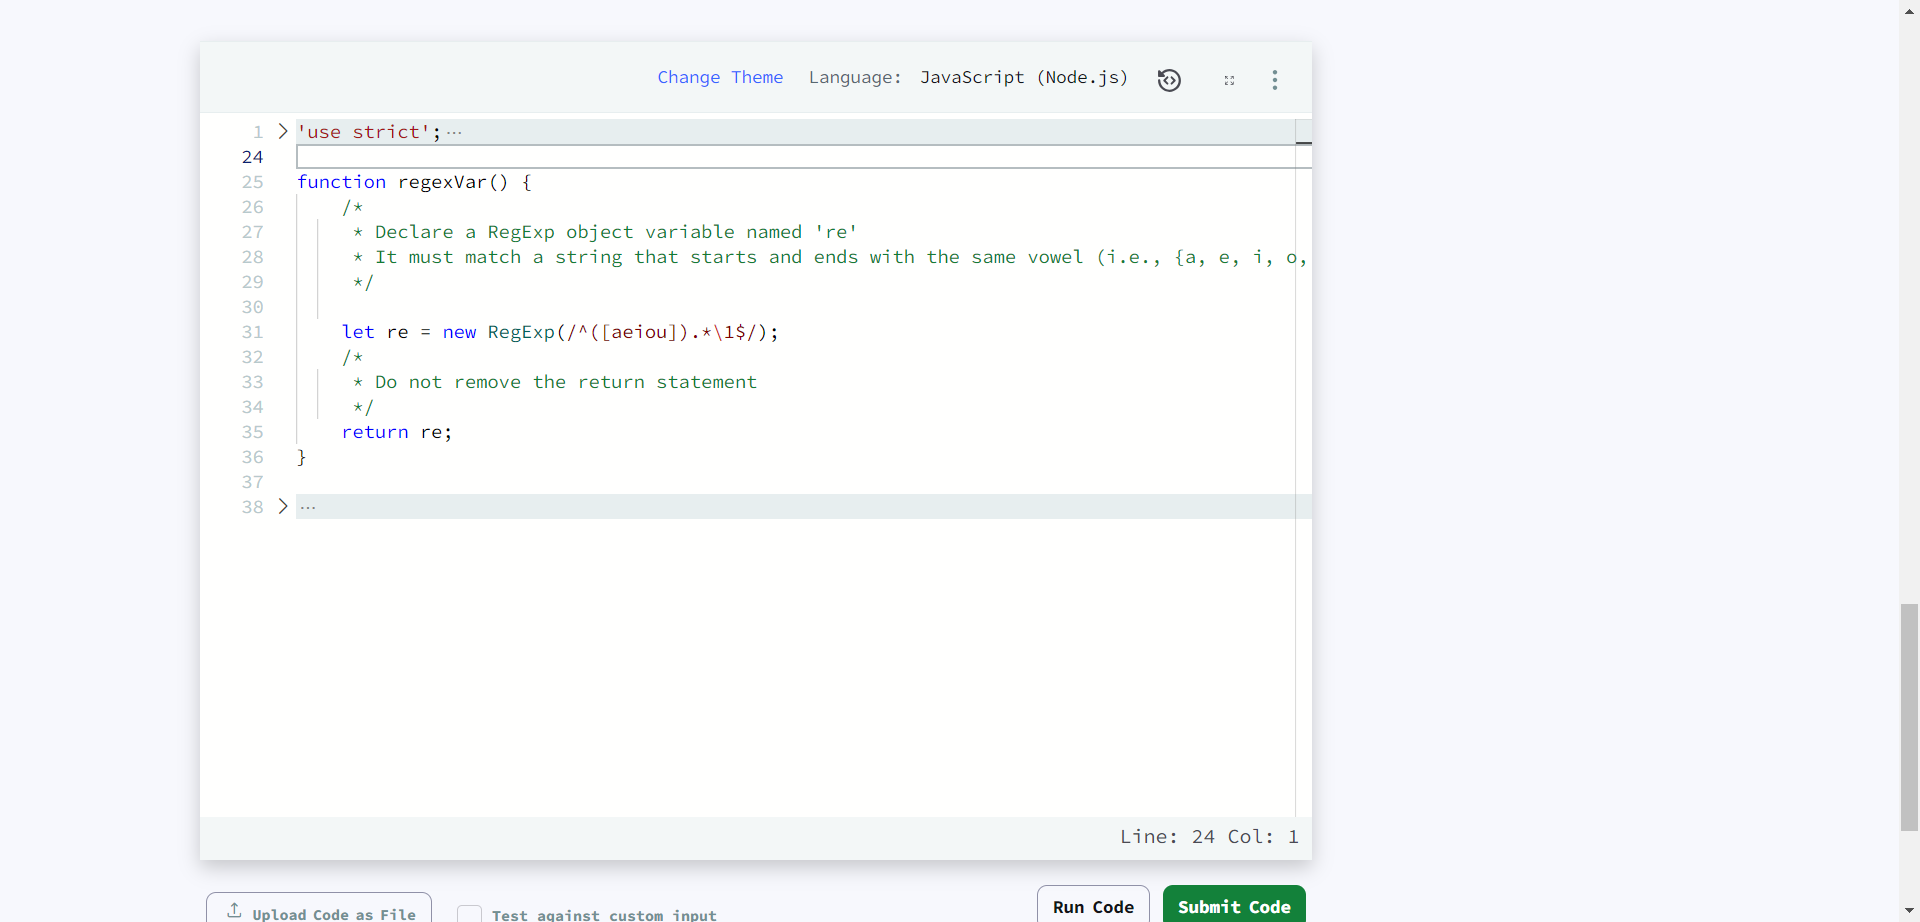 Change Theme Language: JavaScript (Node.js)
1 'use strict';...
24
25 function regexVar() {
26 /*
27 * Declare a RegExp object variable named 're'
28 * It must match a string that starts and ends with the same vowel (i.e., {a, e, i, o,
29 */
30
31 let re = new RegExp(/^([aeiou]).*\1$/);
32 /*
33 * Do not remove the return statement
34 */
35 return re;
36 }
37
38 ...
Line: 24 Col: 1
Upload Code as File Test against custom input Run Code Submit Code